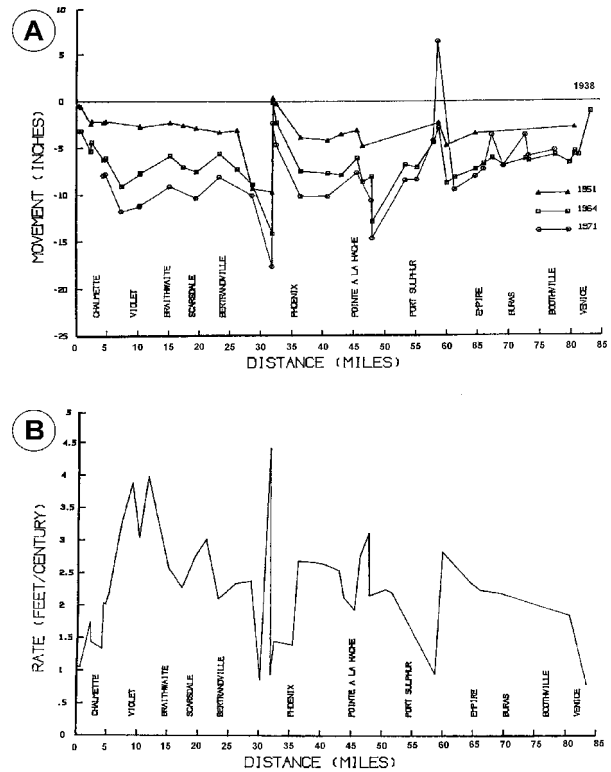 A
10
5
0
-5
-10
-15
-20
-25
MOVEMENT (INCHES)
1938
1951
1964
1971
CHALMETTE
VIOLET
BRAITHWAITE
SCARSDALE
BERTRANDVILLE
PHOENIX
POINTE A LA HACHE
PORT SULPHUR
EMPIRE
BURAS
BOOTHVILLE
VENICE
0 5 10 15 20 25 30 35 40 45 50 55 60 65 70 75 80 85
DISTANCE (MILES)
B
5
4.5
4
3.5
3
2.5
2
1.5
1
.5
0
RATE (FEET/CENTURY)
CHALMETTE
VIOLET
BRAITHWAITE
SCARSDALE
BERTRANDVILLE
PHOENIX
POINTE A LA HACHE
PORT SULPHUR
EMPIRE
BURAS
BOOTHVILLE
VENICE
0 5 10 15 20 25 30 35 40 45 50 55 60 65 70 75 80 85
DISTANCE (MILES)